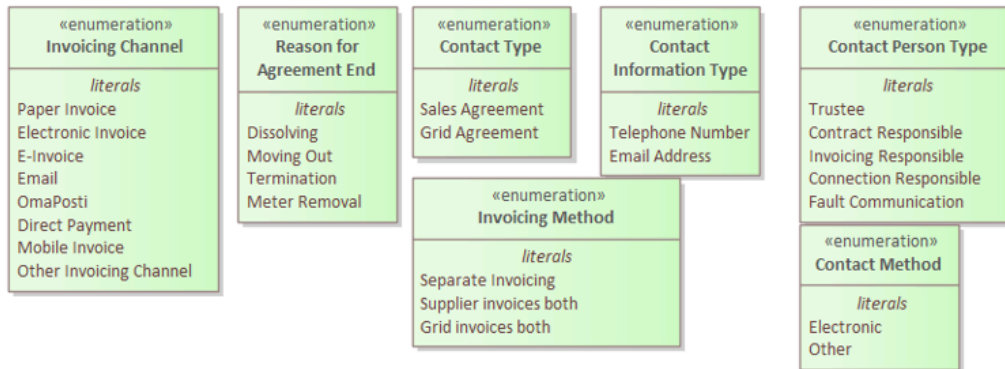 «enumeration»
Invoicing Channel
literals
Paper Invoice
Electronic Invoice
E-Invoice
Email
OmaPosti
Direct Payment
Mobile Invoice
Other Invoicing Channel
«enumeration»
Reason for
Agreement End
literals
Dissolving
Moving Out
Termination
Meter Removal
«enumeration»
Contact Type
literals
Sales Agreement
Grid Agreement
«enumeration»
Contact
Information Type
literals
Telephone Number
Email Address
«enumeration»
Invoicing Method
literals
Separate Invoicing
Supplier invoices both
Grid invoices both
«enumeration»
Contact Person Type
literals
Trustee
Contract Responsible
Invoicing Responsible
Connection Responsible
Fault Communication
«enumeration»
Contact Method
literals
Electronic
Other